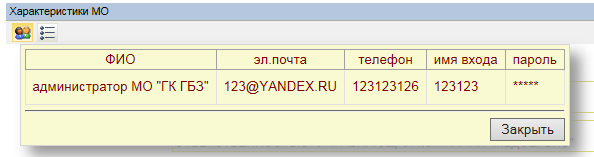 Характеристики МО
ФИО эл.почта телефон имя входа пароль
администратор МО "ГК ГБЗ" 123@YANDEX.RU 123123126 123123 *****
Закрыть